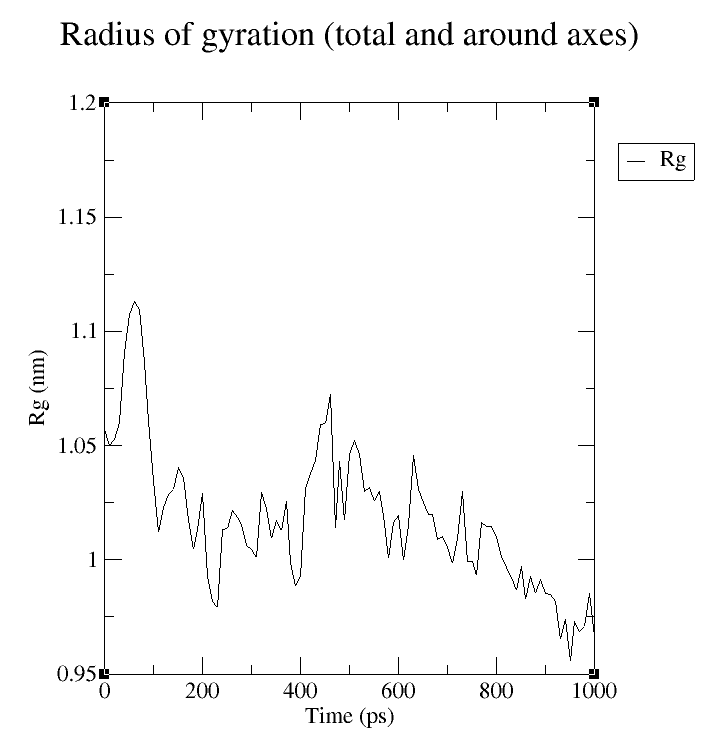 Radius of gyration (total and around axes)
1.2
Rg
1.15
1.1
Rg (nm)
1.05
1
0.95
0 200 400 600 800 1000
Time (ps)